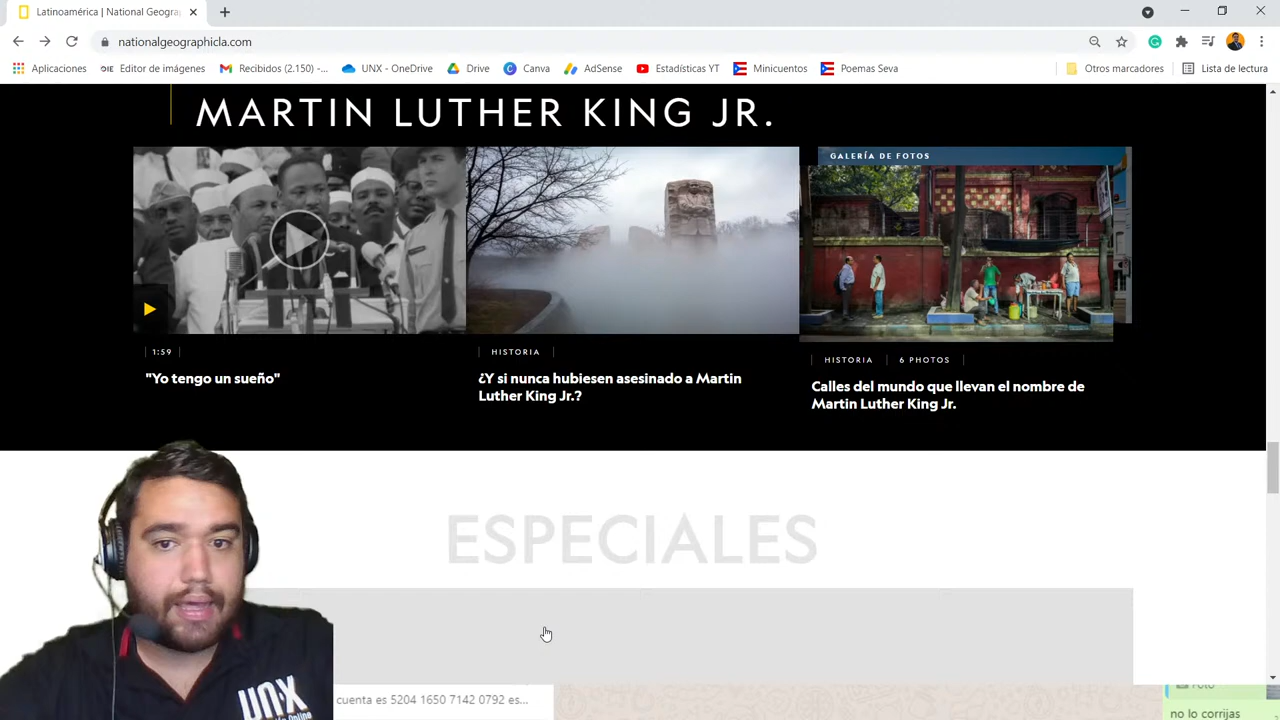 Latinoamérica | National Geogra
nationalgeographicla.com
Aplicaciones
Editor de imágenes
Recibidos (2.150) -...
UNX - OneDrive
Drive
Canva
AdSense
Estadísticas YT
Minicuentos
Poemas Seva
Otros marcadores
Lista de lectura
MARTIN LUTHER KING JR.
GALERÍA DE FOTOS
1:59
"Yo tengo un sueño"
HISTORIA
¿Y si nunca hubiesen asesinado a Martin
Luther King Jr.?
HISTORIA
6 PHOTOS
Calles del mundo que llevan el nombre de
Martin Luther King Jr.
ESPECIALES
UNX
Online
cuenta es 5204 1650 7142 0792 es...
Foto
no lo corrijas